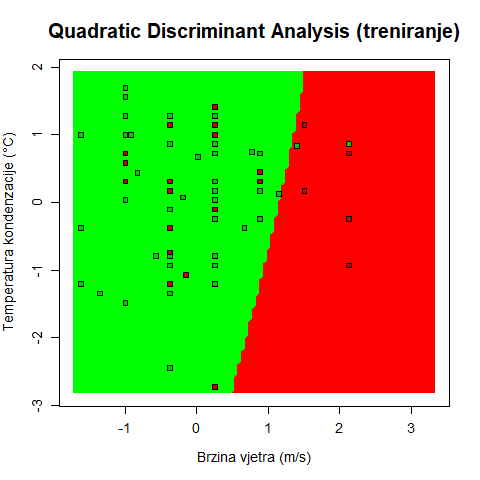 Quadratic Discriminant Analysis (treniranje)
2
1
0
-1
-2
-3
Temperatura kondenzacije (°C)
-1 0 1 2 3
Brzina vjetra (m/s)